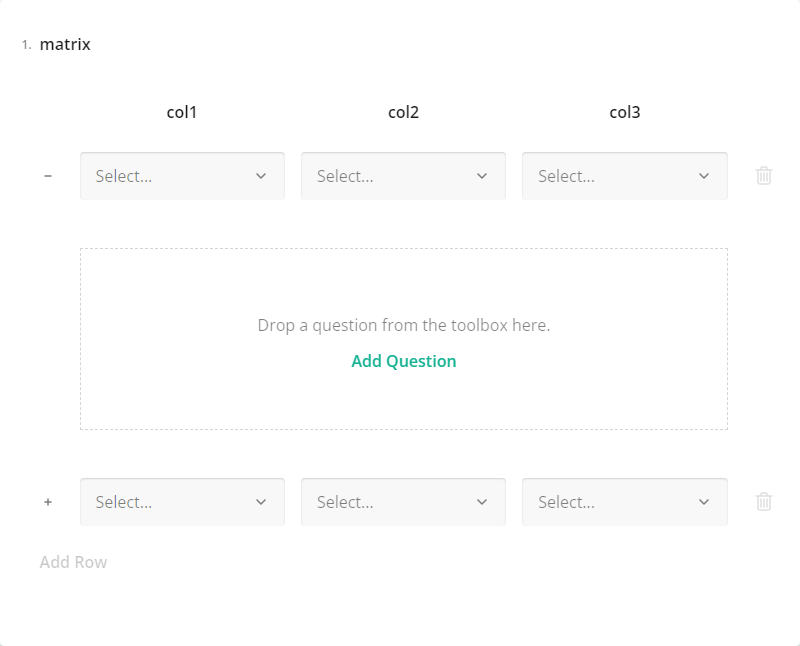 1. matrix
col1 col2 col3
− Select... Select... Select...
Drop a question from the toolbox here.
Add Question
+ Select... Select... Select...
Add Row